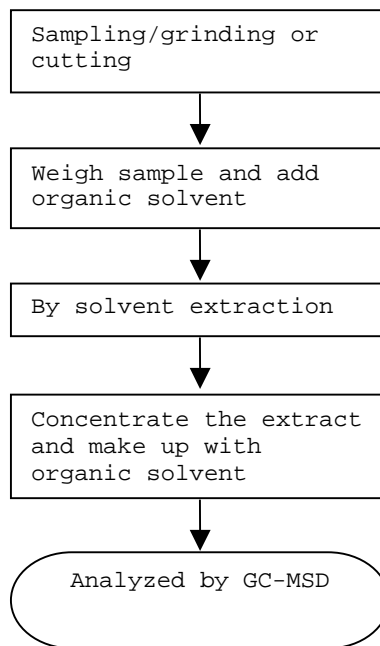 Sampling/grinding or
cutting
Weigh sample and add
organic solvent
By solvent extraction
Concentrate the extract
and make up with
organic solvent
Analyzed by GC-MSD